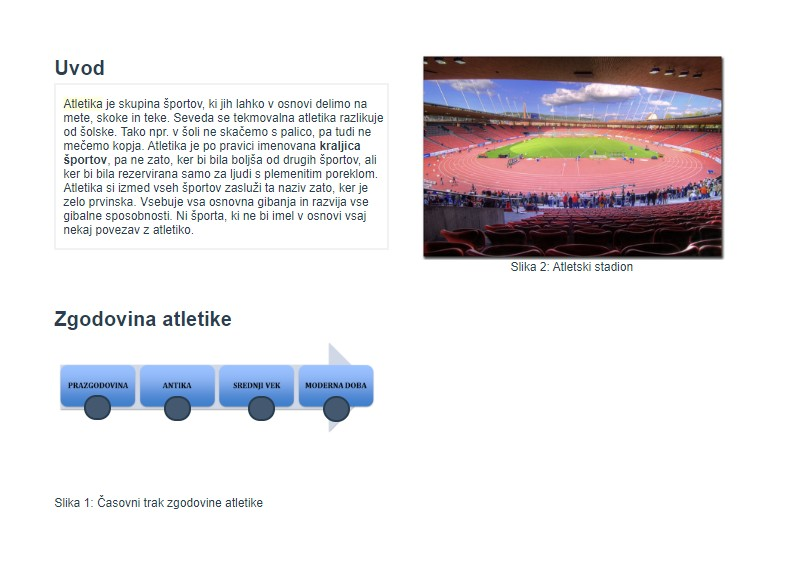 Uvod
Atletika je skupina športov, ki jih lahko v osnovi delimo na
mete, skoke in teke. Seveda se tekmovalna atletika razlikuje
od šolske. Tako npr. v šoli ne skačemo s palico, pa tudi ne
mečemo kopja. Atletika je po pravici imenovana kraljica
športov, pa ne zato, ker bi bila boljša od drugih športov, ali
ker bi bila rezervirana samo za ljudi s plemenitim poreklom.
Atletika si izmed vseh športov zasluži ta naziv zato, ker je
zelo prvinska. Vsebuje vsa osnovna gibanja in razvija vse
gibalne sposobnosti. Ni športa, ki ne bi imel v osnovi vsaj
nekaj povezav z atletiko.
Slika 2: Atletski stadion
Zgodovina atletike
PRAZGODOVINA
ANTIKA
SREDNJI VEK
MODERNA DOBA
Slika 1: Časovni trak zgodovine atletike